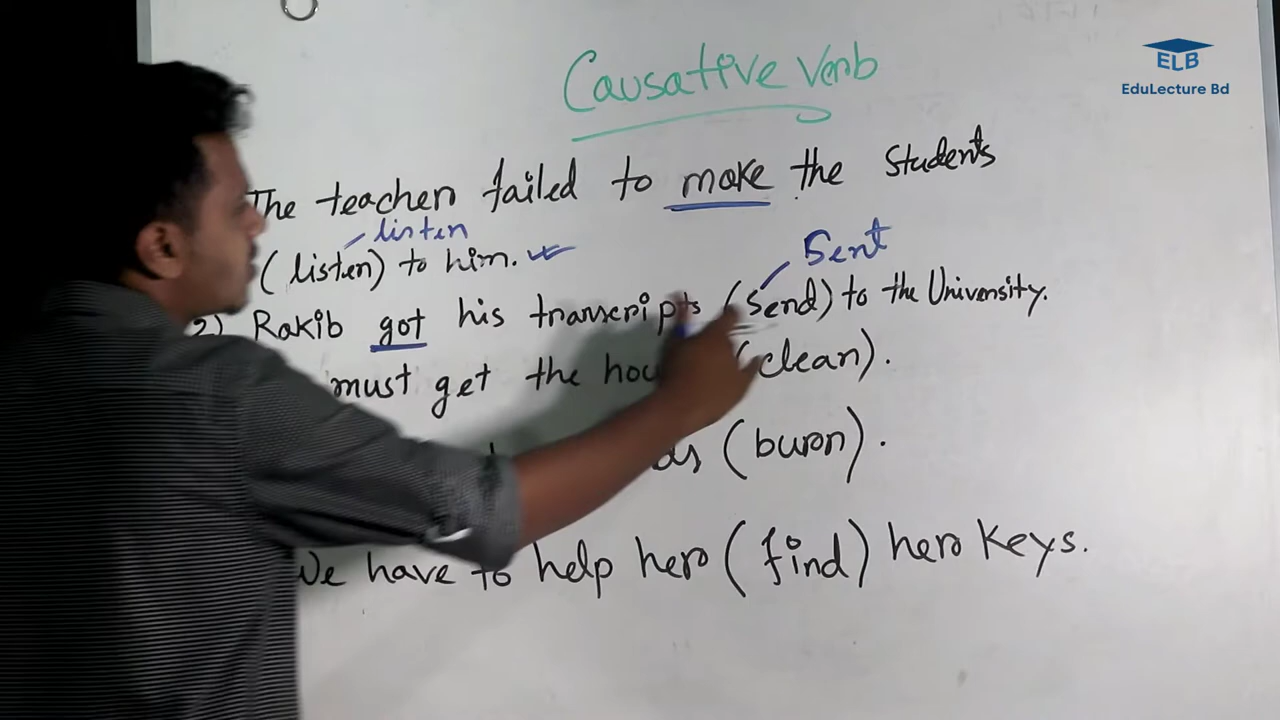 ELB
EduLecture Bd
Causative Verb
The teacher failed to make the students
listen
(listen) to him.
Sent
2) Rakib got his transcripts (Send) to the University.
must get the (clean).
(burn).
We have to help her (find) her keys.